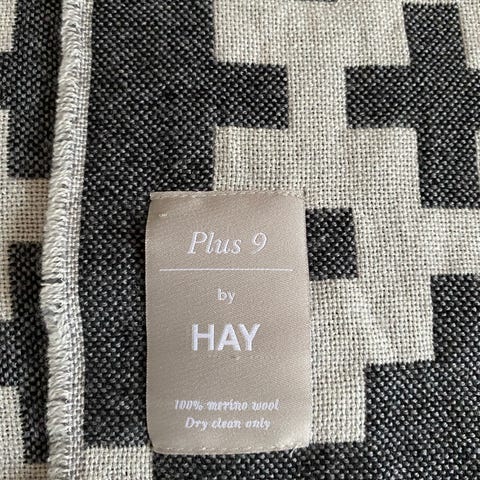 Plus 9
by
HAY
100% merino wool
Dry clean only